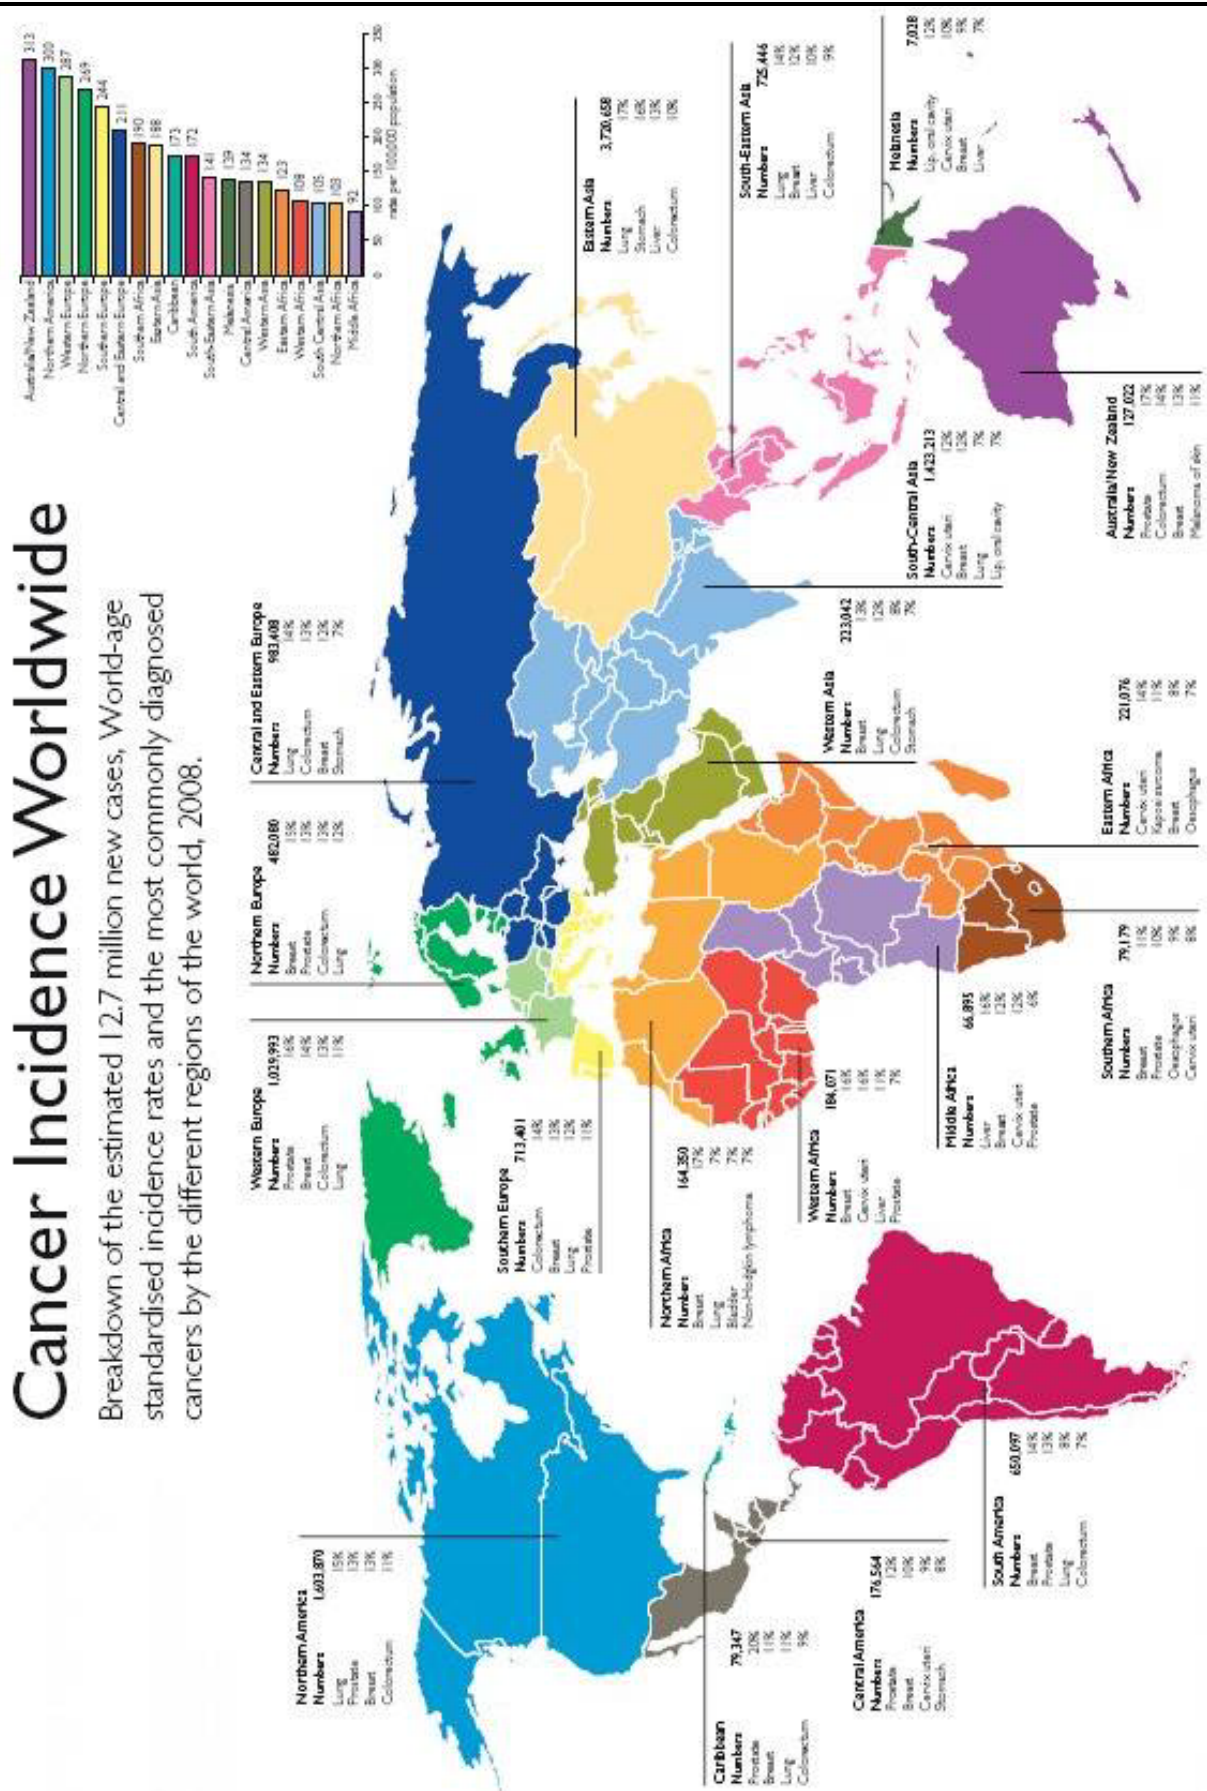 Cancer Incidence Worldwide
Breakdown of the estimated 12.7 million new cases, World-age
standardised incidence rates and the most commonly diagnosed
cancers by the different regions of the world, 2008.
Australia/New Zealand 313
Northern America 300
Western Europe 287
Northern Europe 269
Southern Europe 244
Central and Eastern Europe 211
Southern Africa 190
Eastern Asia 188
Caribbean 173
South America 172
South-Eastern Asia 141
Melanesia 139
Central America 134
Western Asia 134
Eastern Africa 123
Western Africa 108
South Central Asia 105
Northern Africa 103
Middle Africa 92
0 50 100 150 200 250 300 350
rate per 100,000 population
Northern America
Numbers 1,603,870
Lung 15%
Prostate 13%
Breast 13%
Colorectum 11%
Western Europe
Numbers 1,029,993
Prostate 16%
Breast 14%
Colorectum 13%
Lung 11%
Northern Europe
Numbers 482,080
Breast 15%
Prostate 13%
Colorectum 13%
Lung 12%
Central and Eastern Europe
Numbers 983,408
Lung 14%
Colorectum 13%
Breast 12%
Stomach 7%
Eastern Asia
Numbers 3,720,658
Lung 17%
Stomach 16%
Liver 13%
Colorectum 10%
Southern Europe
Numbers 713,401
Colorectum 14%
Breast 13%
Lung 12%
Prostate 11%
Northern Africa
Numbers 164,350
Breast 17%
Lung 7%
Bladder 7%
Non-Hodgkin lymphoma 7%
South-Eastern Asia
Numbers 725,446
Lung 14%
Breast 12%
Liver 10%
Colorectum 9%
Caribbean
Numbers 79,347
Prostate 20%
Breast 11%
Lung 11%
Colorectum 9%
Western Africa
Numbers 184,071
Breast 16%
Cervix uteri 16%
Liver 11%
Prostate 7%
Western Asia
Numbers 223,042
Breast 13%
Lung 12%
Colorectum 8%
Stomach 7%
South-Central Asia
Numbers 1,423,213
Cervix uteri 12%
Breast 12%
Lung 7%
Lip, oral cavity 7%
Melanesia
Numbers 7,028
Lip, oral cavity 12%
Cervix uteri 10%
Breast 9%
Liver 7%
Central America
Numbers 176,564
Prostate 12%
Breast 10%
Cervix uteri 9%
Stomach 8%
Middle Africa
Numbers 66,895
Liver 16%
Breast 12%
Cervix uteri 12%
Prostate 6%
South America
Numbers 650,097
Breast 14%
Prostate 13%
Lung 8%
Colorectum 7%
Southern Africa
Numbers 79,179
Breast 11%
Prostate 10%
Oesophagus 9%
Cervix uteri 8%
Eastern Africa
Numbers 221,076
Cervix uteri 14%
Kaposi sarcoma 11%
Breast 8%
Oesophagus 7%
Australia/New Zealand
Numbers 127,022
Prostate 17%
Colorectum 14%
Breast 13%
Melanoma of skin 11%